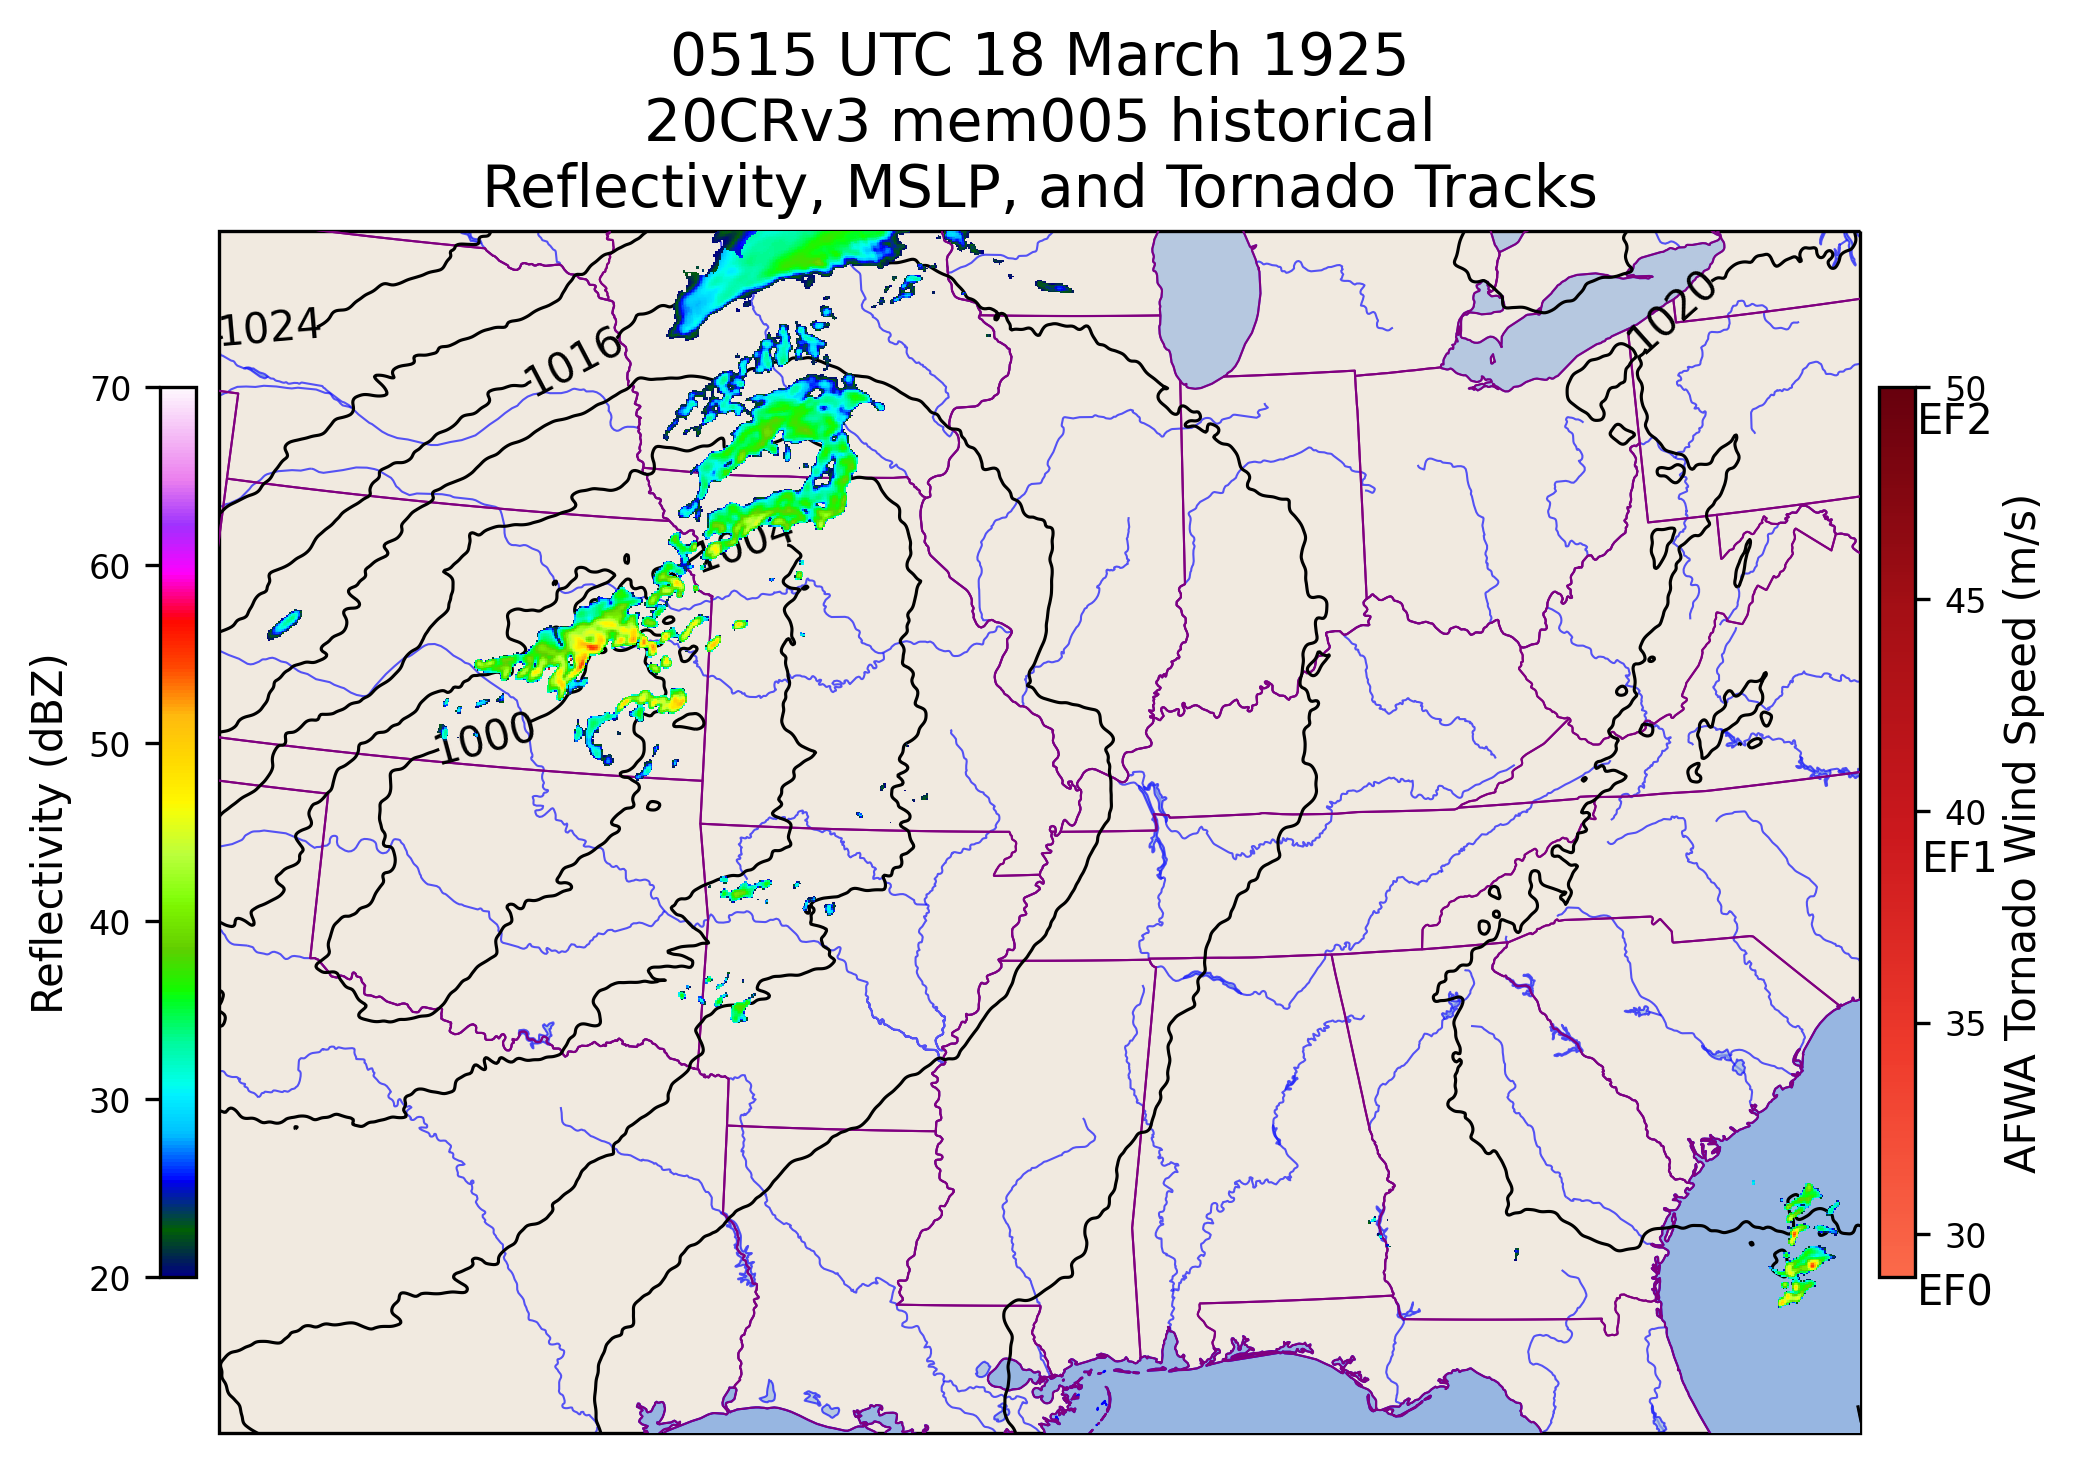 0515 UTC 18 March 1925
20CRv3 mem005 historical
Reflectivity, MSLP, and Tornado Tracks
1024
1016
1020
1004
1000
70
60
50
40
30
20
Reflectivity (dBZ)
50
EF2
45
40
EF1
35
30
EF0
AFWA Tornado Wind Speed (m/s)